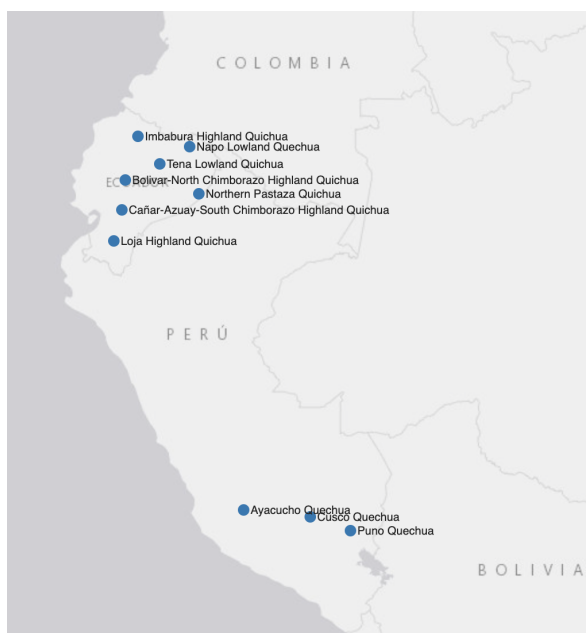 COLOMBIA
Imbabura Highland Quichua
Napo Lowland Quechua
Tena Lowland Quichua
Bolivar-North Chimborazo Highland Quichua
ECUADOR
Northern Pastaza Quichua
Cañar-Azuay-South Chimborazo Highland Quichua
Loja Highland Quichua
PERÚ
Ayacucho Quechua
Cusco Quechua
Puno Quechua
BOLIVIA